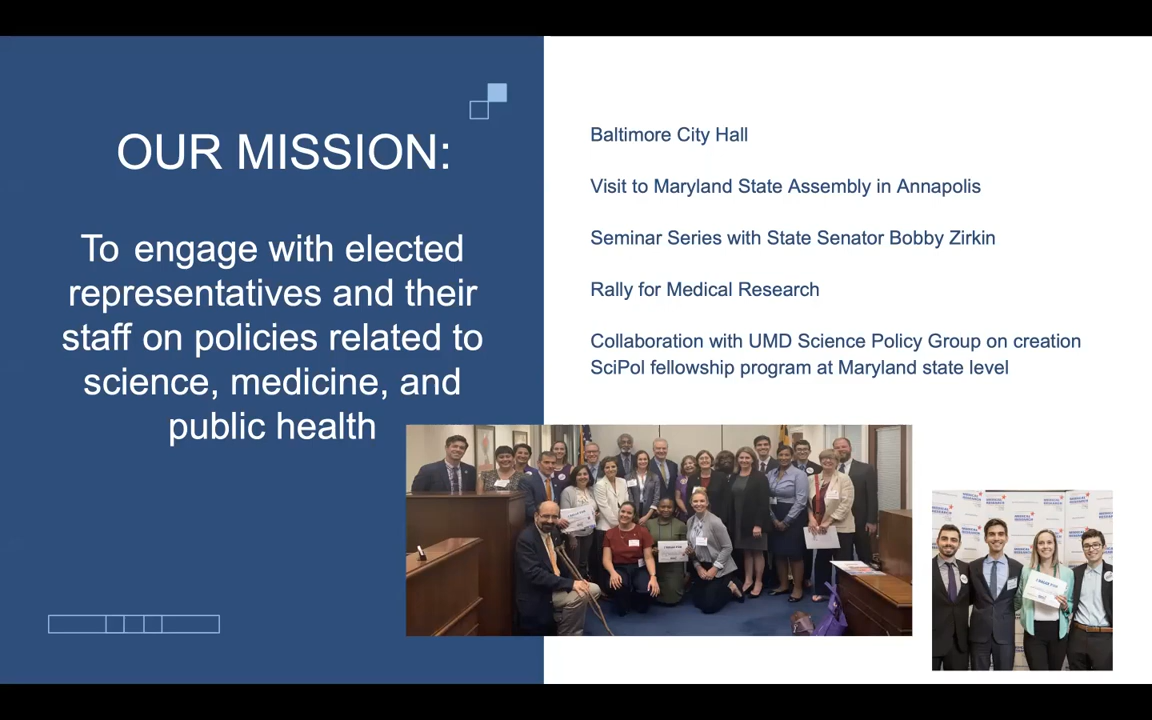 OUR MISSION:
To engage with elected
representatives and their
staff on policies related to
science, medicine, and
public health
Baltimore City Hall
Visit to Maryland State Assembly in Annapolis
Seminar Series with State Senator Bobby Zirkin
Rally for Medical Research
Collaboration with UMD Science Policy Group on creation
SciPol fellowship program at Maryland state level